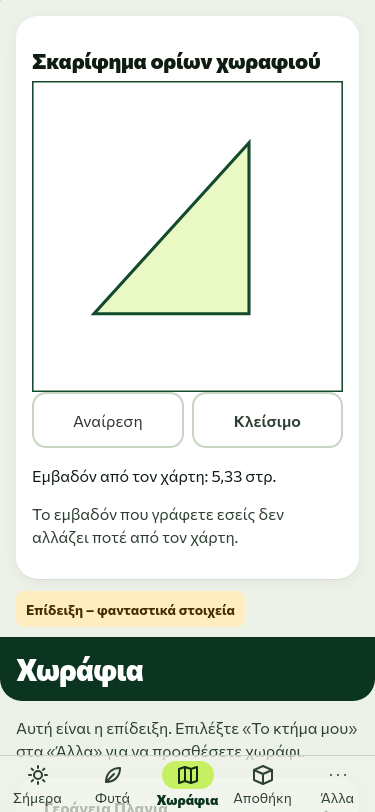 Σκαρίφημα ορίων χωραφιού
Αναίρεση
Κλείσιμο
Εμβαδόν από τον χάρτη: 5,33 στρ.
Το εμβαδόν που γράφετε εσείς δεν
αλλάζει ποτέ από τον χάρτη.
Επίδειξη – φανταστικά στοιχεία
Χωράφια
Αυτή είναι η επίδειξη. Επιλέξτε «Το κτήμα μου»
στα «Άλλα» για να προσθέσετε χωράφι.
Σήμερα
Φυτά
Χωράφια
Αποθήκη
Άλλα